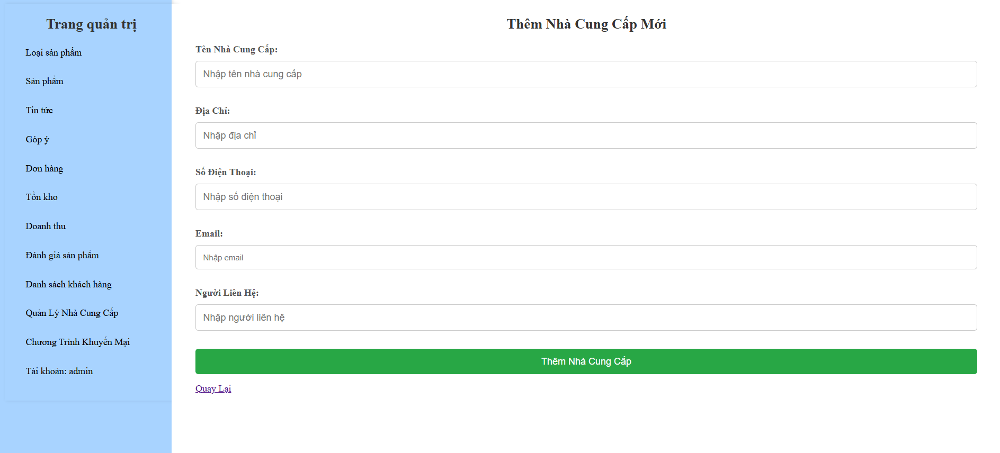 Trang quản trị
Loại sản phẩm
Sản phẩm
Tin tức
Góp ý
Đơn hàng
Tồn kho
Doanh thu
Đánh giá sản phẩm
Danh sách khách hàng
Quản Lý Nhà Cung Cấp
Chương Trình Khuyến Mại
Tài khoản: admin
Thêm Nhà Cung Cấp Mới
Tên Nhà Cung Cấp:
Nhập tên nhà cung cấp
Địa Chỉ:
Nhập địa chỉ
Số Điện Thoại:
Nhập số điện thoại
Email:
Nhập email
Người Liên Hệ:
Nhập người liên hệ
Thêm Nhà Cung Cấp
Quay Lại